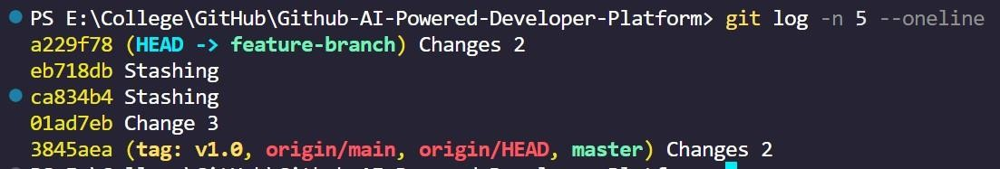 PS E:\College\GitHub\Github-AI-Powered-Developer-Platform> git log -n 5 --oneline
a229f78 (HEAD -> feature-branch) Changes 2
eb718db Stashing
ca834b4 Stashing
01ad7eb Change 3
3845aea (tag: v1.0, origin/main, origin/HEAD, master) Changes 2